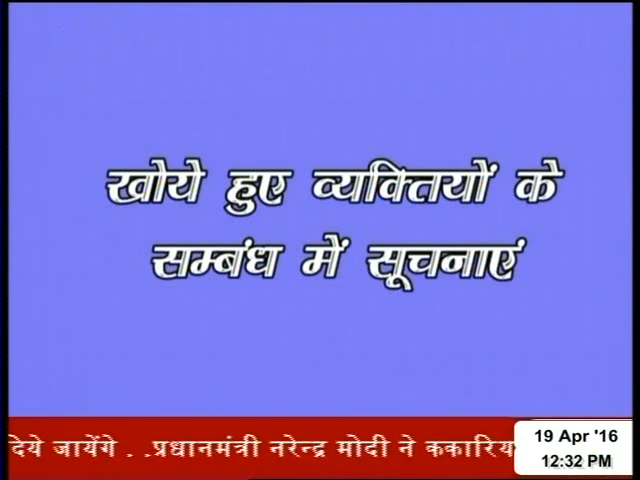 खोये हुए व्यक्तियों के
सम्बंध में सूचनाएं
दिये जायेंगे . .प्रधानमंत्री नरेन्द्र मोदी ने ककारिय
19 Apr '16
12:32 PM